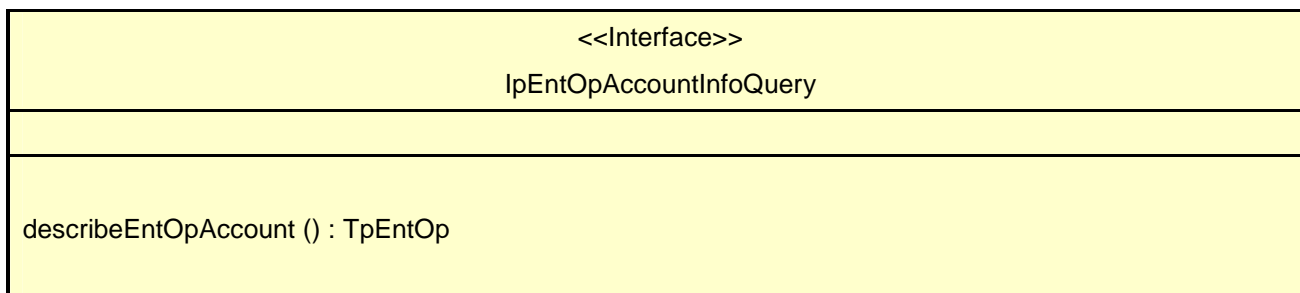 <<Interface>>
IpEntOpAccountInfoQuery
describeEntOpAccount () : TpEntOp